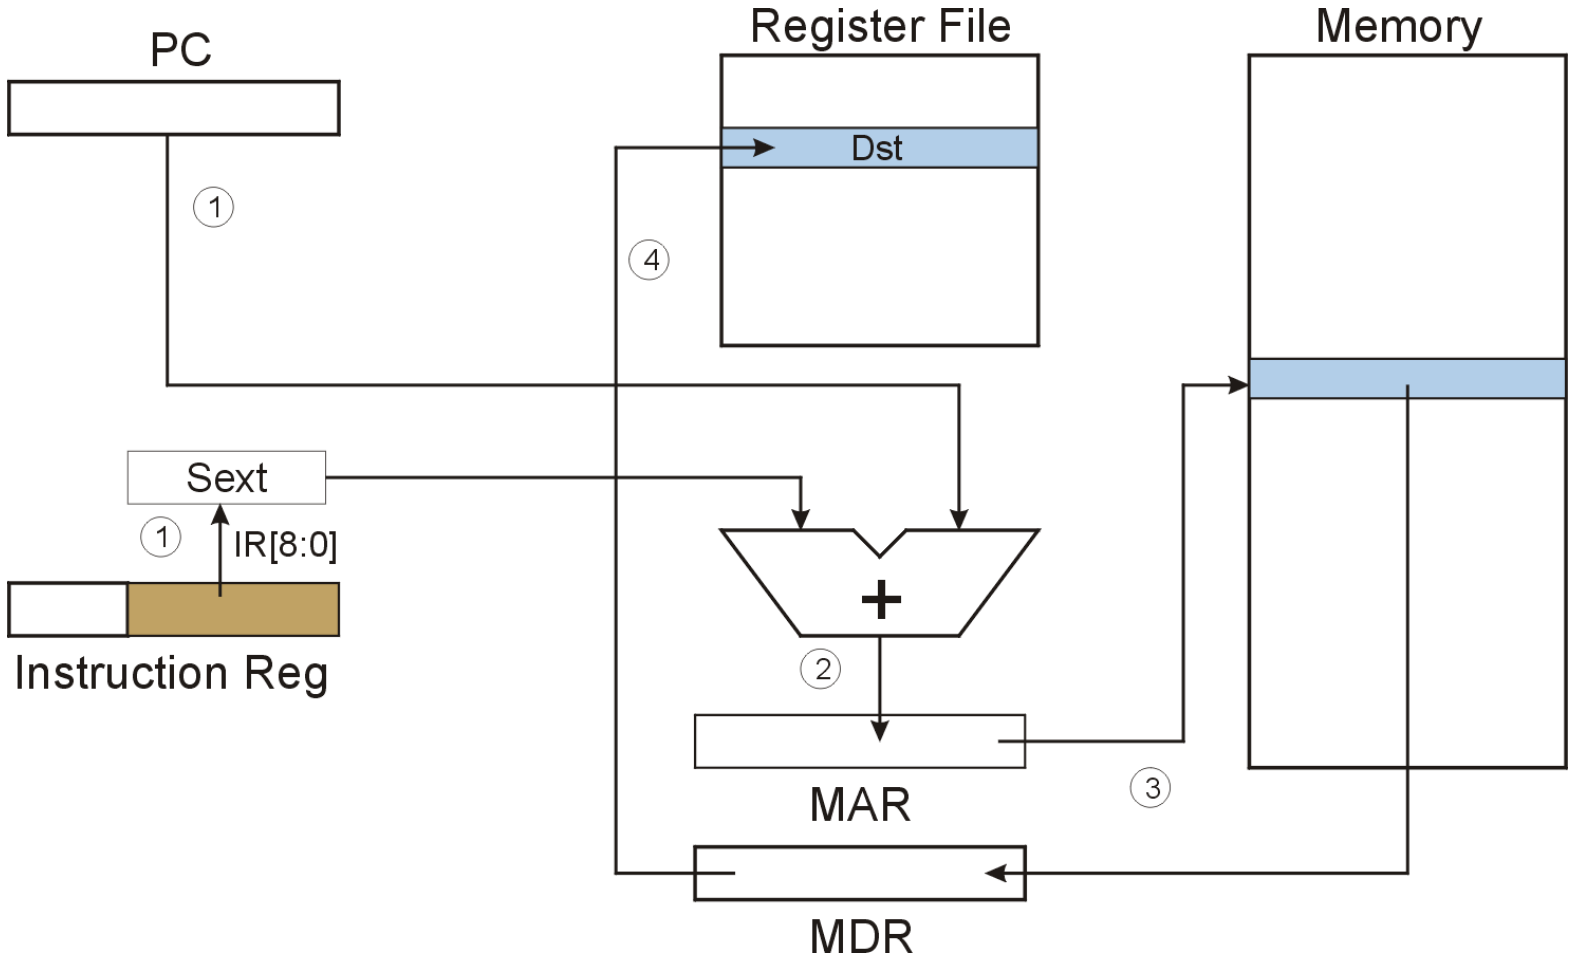 PC
Register File
Memory
Dst
1
4
Sext
1
IR[8:0]
+
Instruction Reg
2
MAR
3
MDR